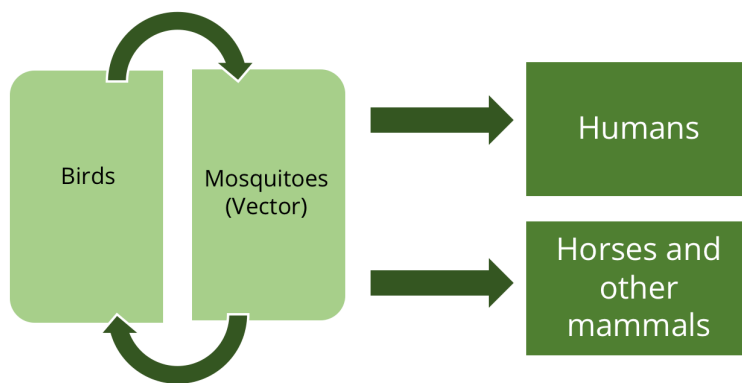 Birds
Mosquitoes
(Vector)
Humans
Horses and
other
mammals